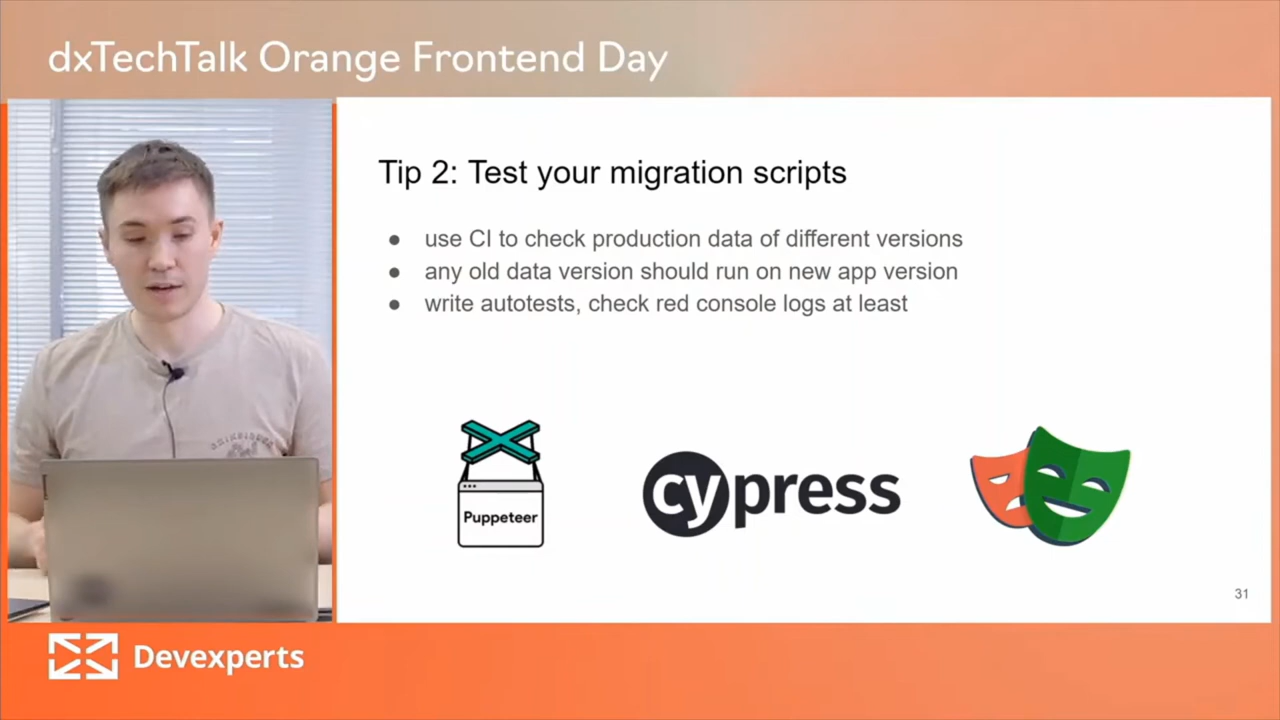 dxTechTalk Orange Frontend Day
Tip 2: Test your migration scripts
● use CI to check production data of different versions
● any old data version should run on new app version
● write autotests, check red console logs at least
Puppeteer
cypress
31
Devexperts